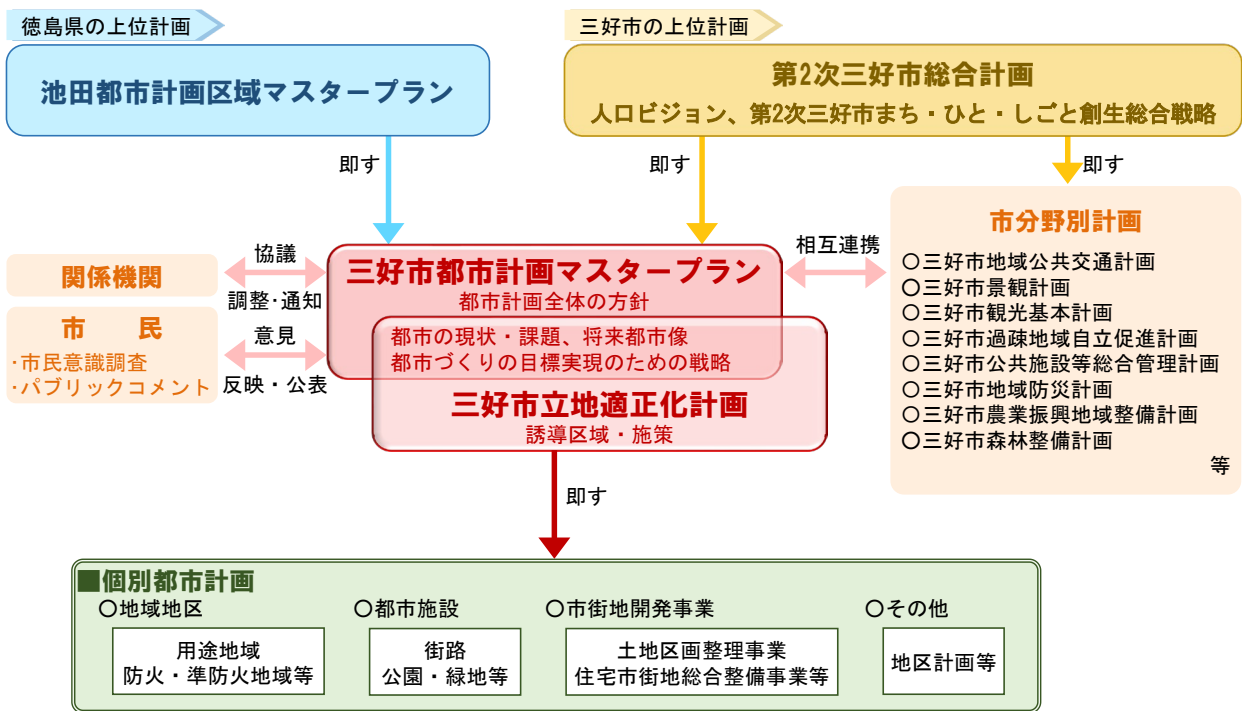 徳島県の上位計画
池田都市計画区域マスタープラン
三好市の上位計画
第2次三好市総合計画
人口ビジョン、第2次三好市まち・ひと・しごと創生総合戦略
即す
即す
即す
市分野別計画
〇三好市地域公共交通計画
〇三好市景観計画
〇三好市観光基本計画
〇三好市過疎地域自立促進計画
〇三好市公共施設等総合管理計画
〇三好市地域防災計画
〇三好市農業振興地域整備計画
〇三好市森林整備計画
等
相互連携
関係機関
協議
調整・通知
市　民
・市民意識調査
・パブリックコメント
意見
反映・公表
三好市都市計画マスタープラン
都市計画全体の方針
都市の現状・課題、将来都市像
都市づくりの目標実現のための戦略
三好市立地適正化計画
誘導区域・施策
即す
■個別都市計画
〇地域地区
用途地域
防火・準防火地域等
〇都市施設
街路
公園・緑地等
〇市街地開発事業
土地区画整理事業
住宅市街地総合整備事業等
〇その他
地区計画等